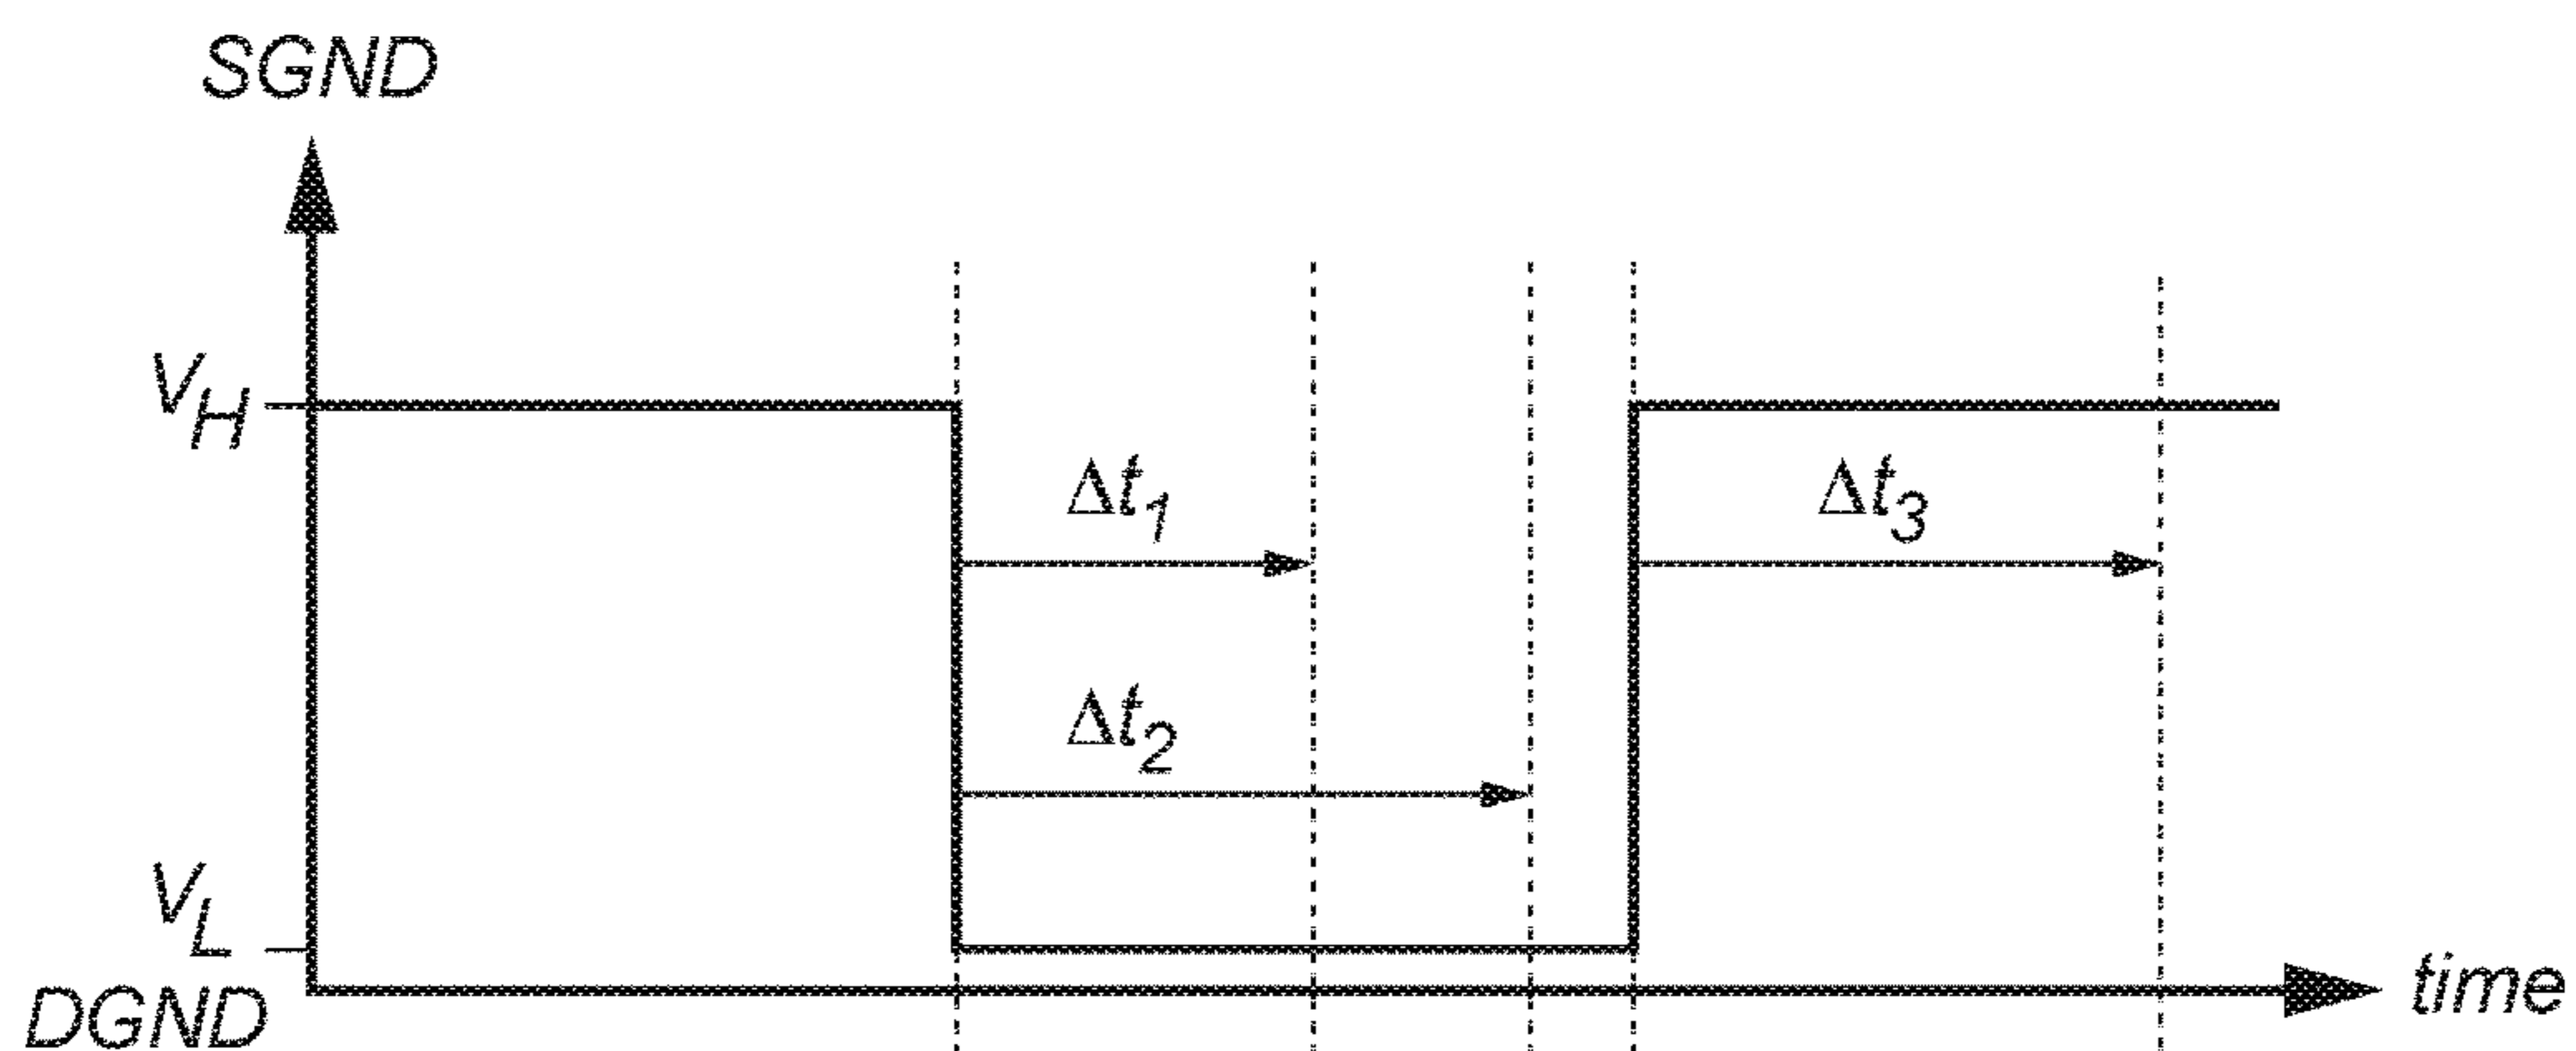 SGND
V_H
Δt_1
Δt_3
Δt_2
V_L
DGND
time